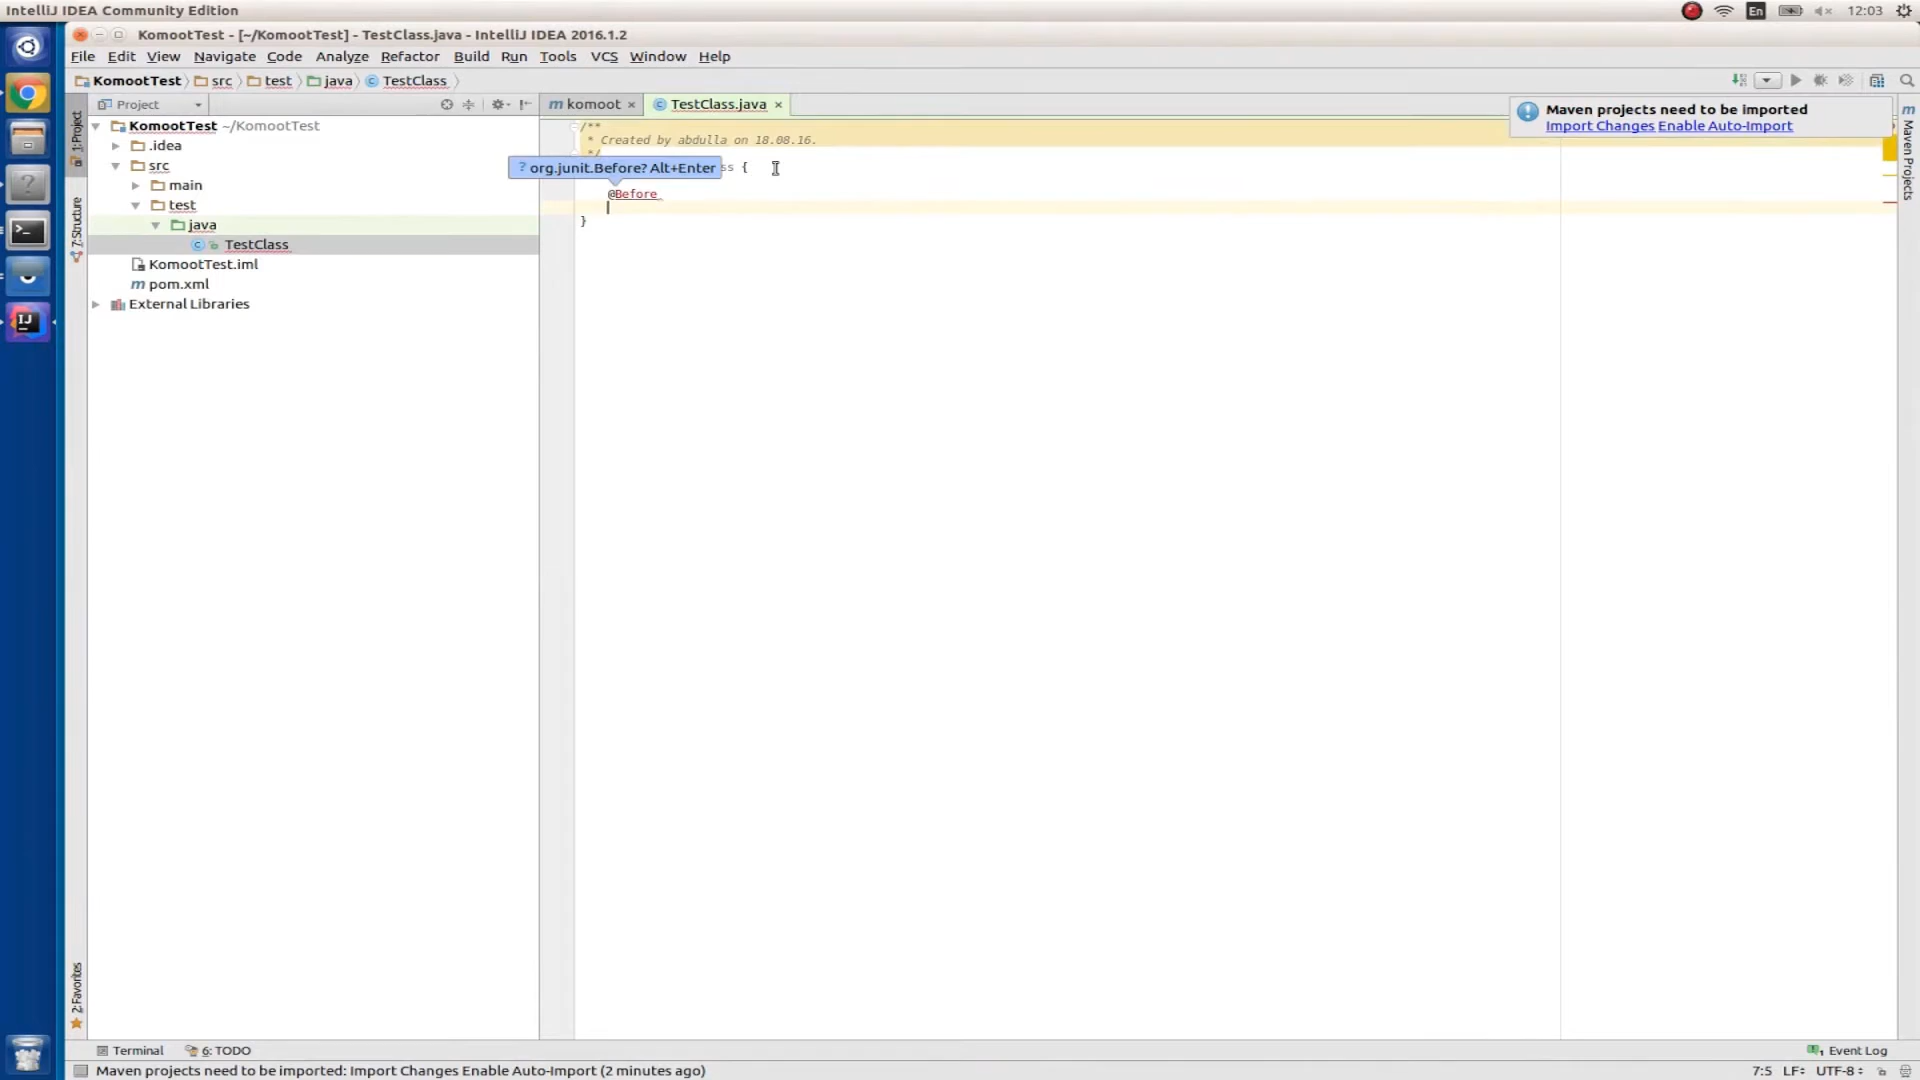 IntelliJ IDEA Community Edition
En
12:03
KomootTest - [~/KomootTest] - TestClass.java - IntelliJ IDEA 2016.1.2
File Edit View Navigate Code Analyze Refactor Build Run Tools VCS Window Help
KomootTest src test java TestClass
Project
komoot TestClass.java
Maven projects need to be imported
Import Changes Enable Auto-Import
1: Project
7: Structure
2: Favorites
Maven Projects
KomootTest ~/KomootTest
.idea
src
main
test
java
TestClass
KomootTest.iml
pom.xml
External Libraries
/**
* Created by abdulla on 18.08.16.
*/
? org.junit.Before? Alt+Enter ss {
@Before
}
Terminal 6: TODO
Event Log
Maven projects need to be imported: Import Changes Enable Auto-Import (2 minutes ago)
7:5 LF UTF-8